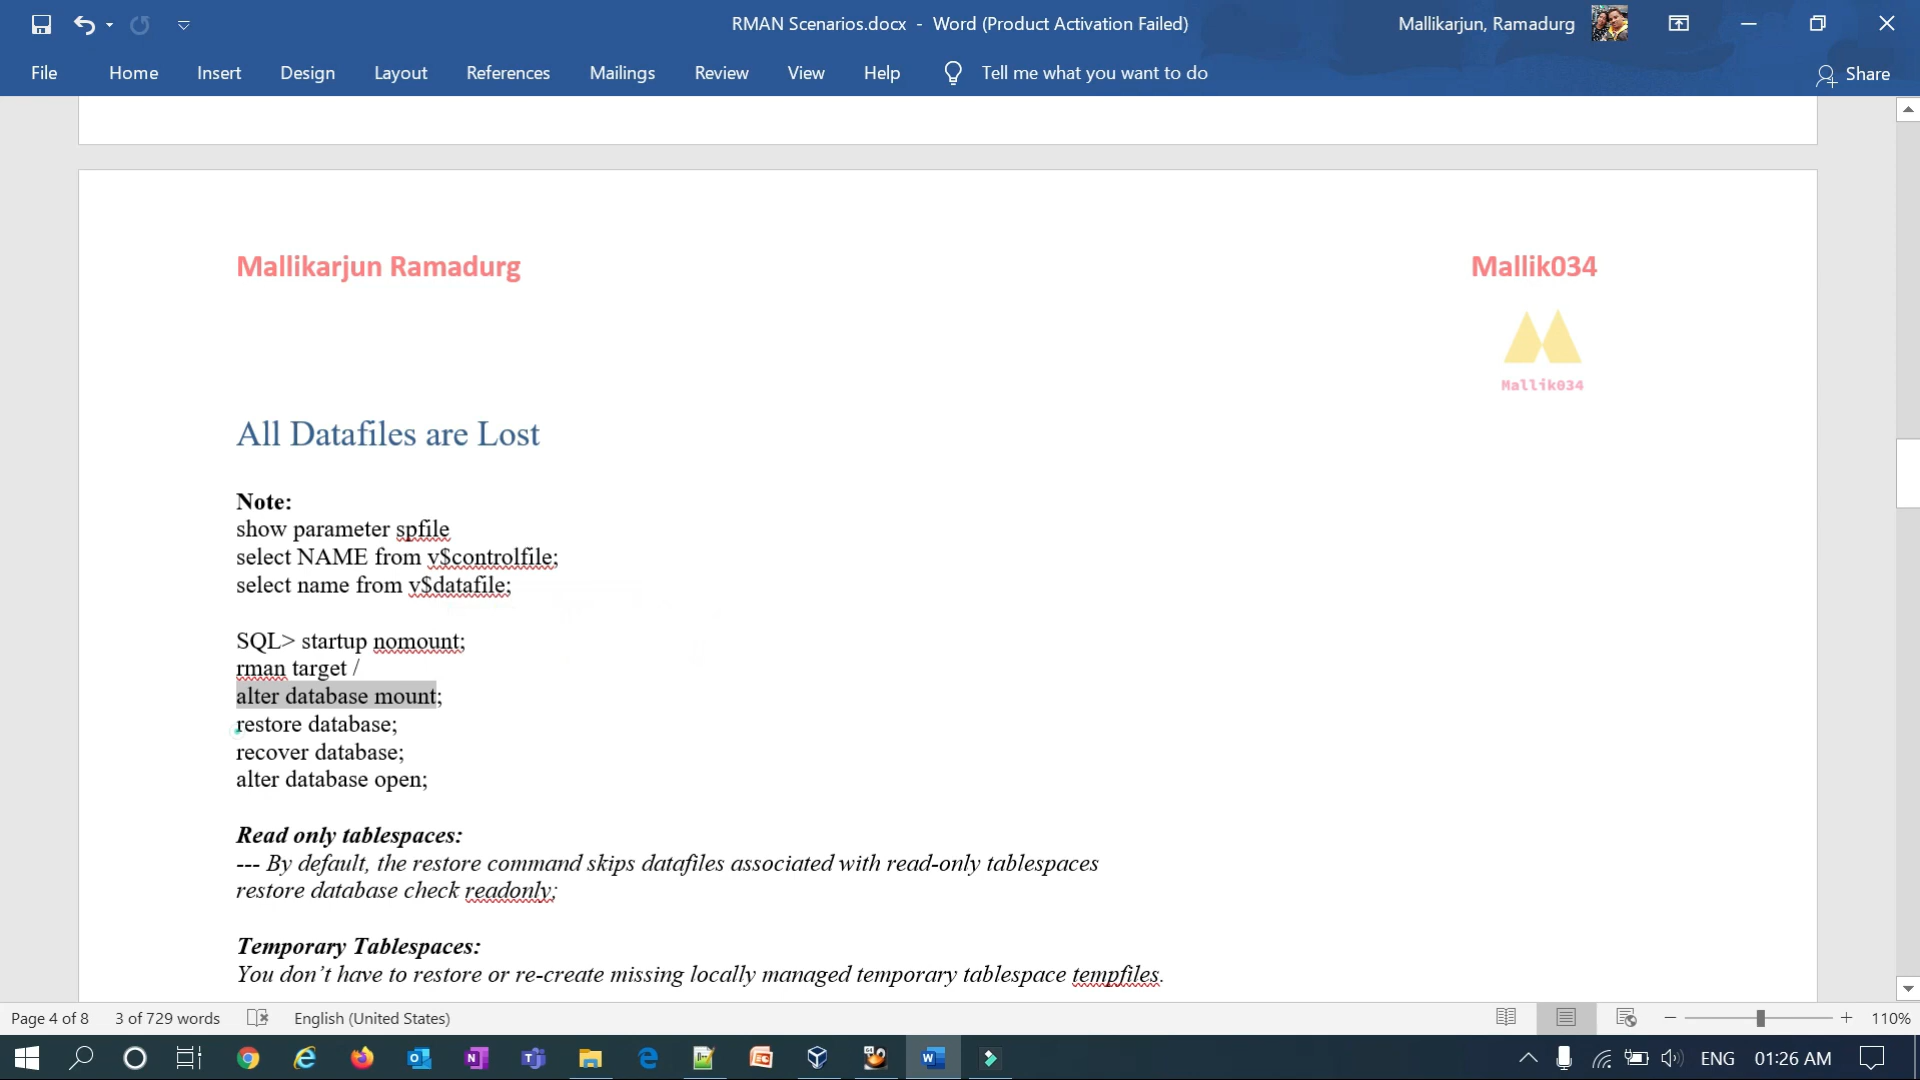 RMAN Scenarios.docx - Word (Product Activation Failed)
Mallikarjun, Ramadurg
File Home Insert Design Layout References Mailings Review View Help Tell me what you want to do Share
Mallikarjun Ramadurg
Mallik034
Mallik034
All Datafiles are Lost
Note:
show parameter spfile
select NAME from v$controlfile;
select name from v$datafile;
SQL> startup nomount;
rman target /
alter database mount;
restore database;
recover database;
alter database open;
Read only tablespaces:
--- By default, the restore command skips datafiles associated with read-only tablespaces
restore database check readonly;
Temporary Tablespaces:
You don’t have to restore or re-create missing locally managed temporary tablespace tempfiles.
Page 4 of 8 3 of 729 words English (United States) 110%
ENG 01:26 AM